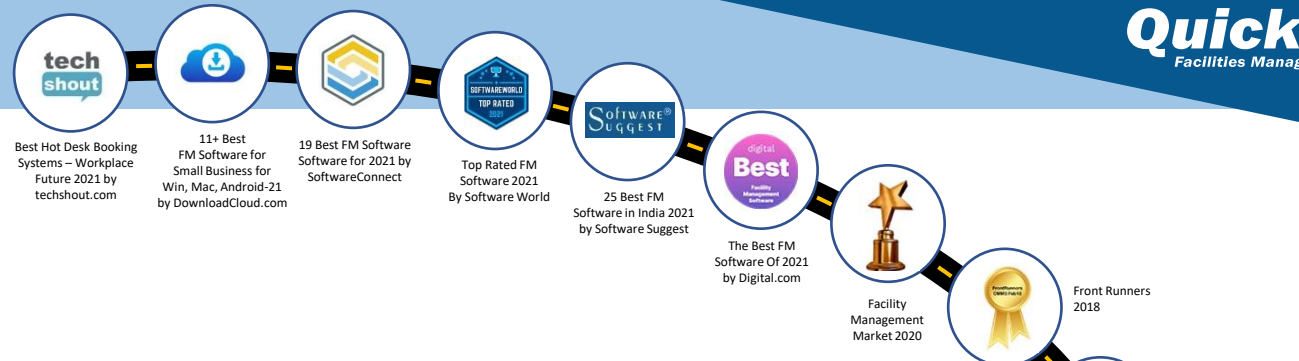 Quick
Facilities Manag
tech
shout
SOFTWAREWORLD
TOP RATED
2021
SOFTWARE®
SUGGEST
digital
Best
Facility
Management
Software
FrontRunners
CMMS Feb18
Best Hot Desk Booking
Systems – Workplace
Future 2021 by
techshout.com
11+ Best
FM Software for
Small Business for
Win, Mac, Android-21
by DownloadCloud.com
19 Best FM Software
Software for 2021 by
SoftwareConnect
Top Rated FM
Software 2021
By Software World
25 Best FM
Software in India 2021
by Software Suggest
The Best FM
Software Of 2021
by Digital.com
Facility
Management
Market 2020
Front Runners
2018